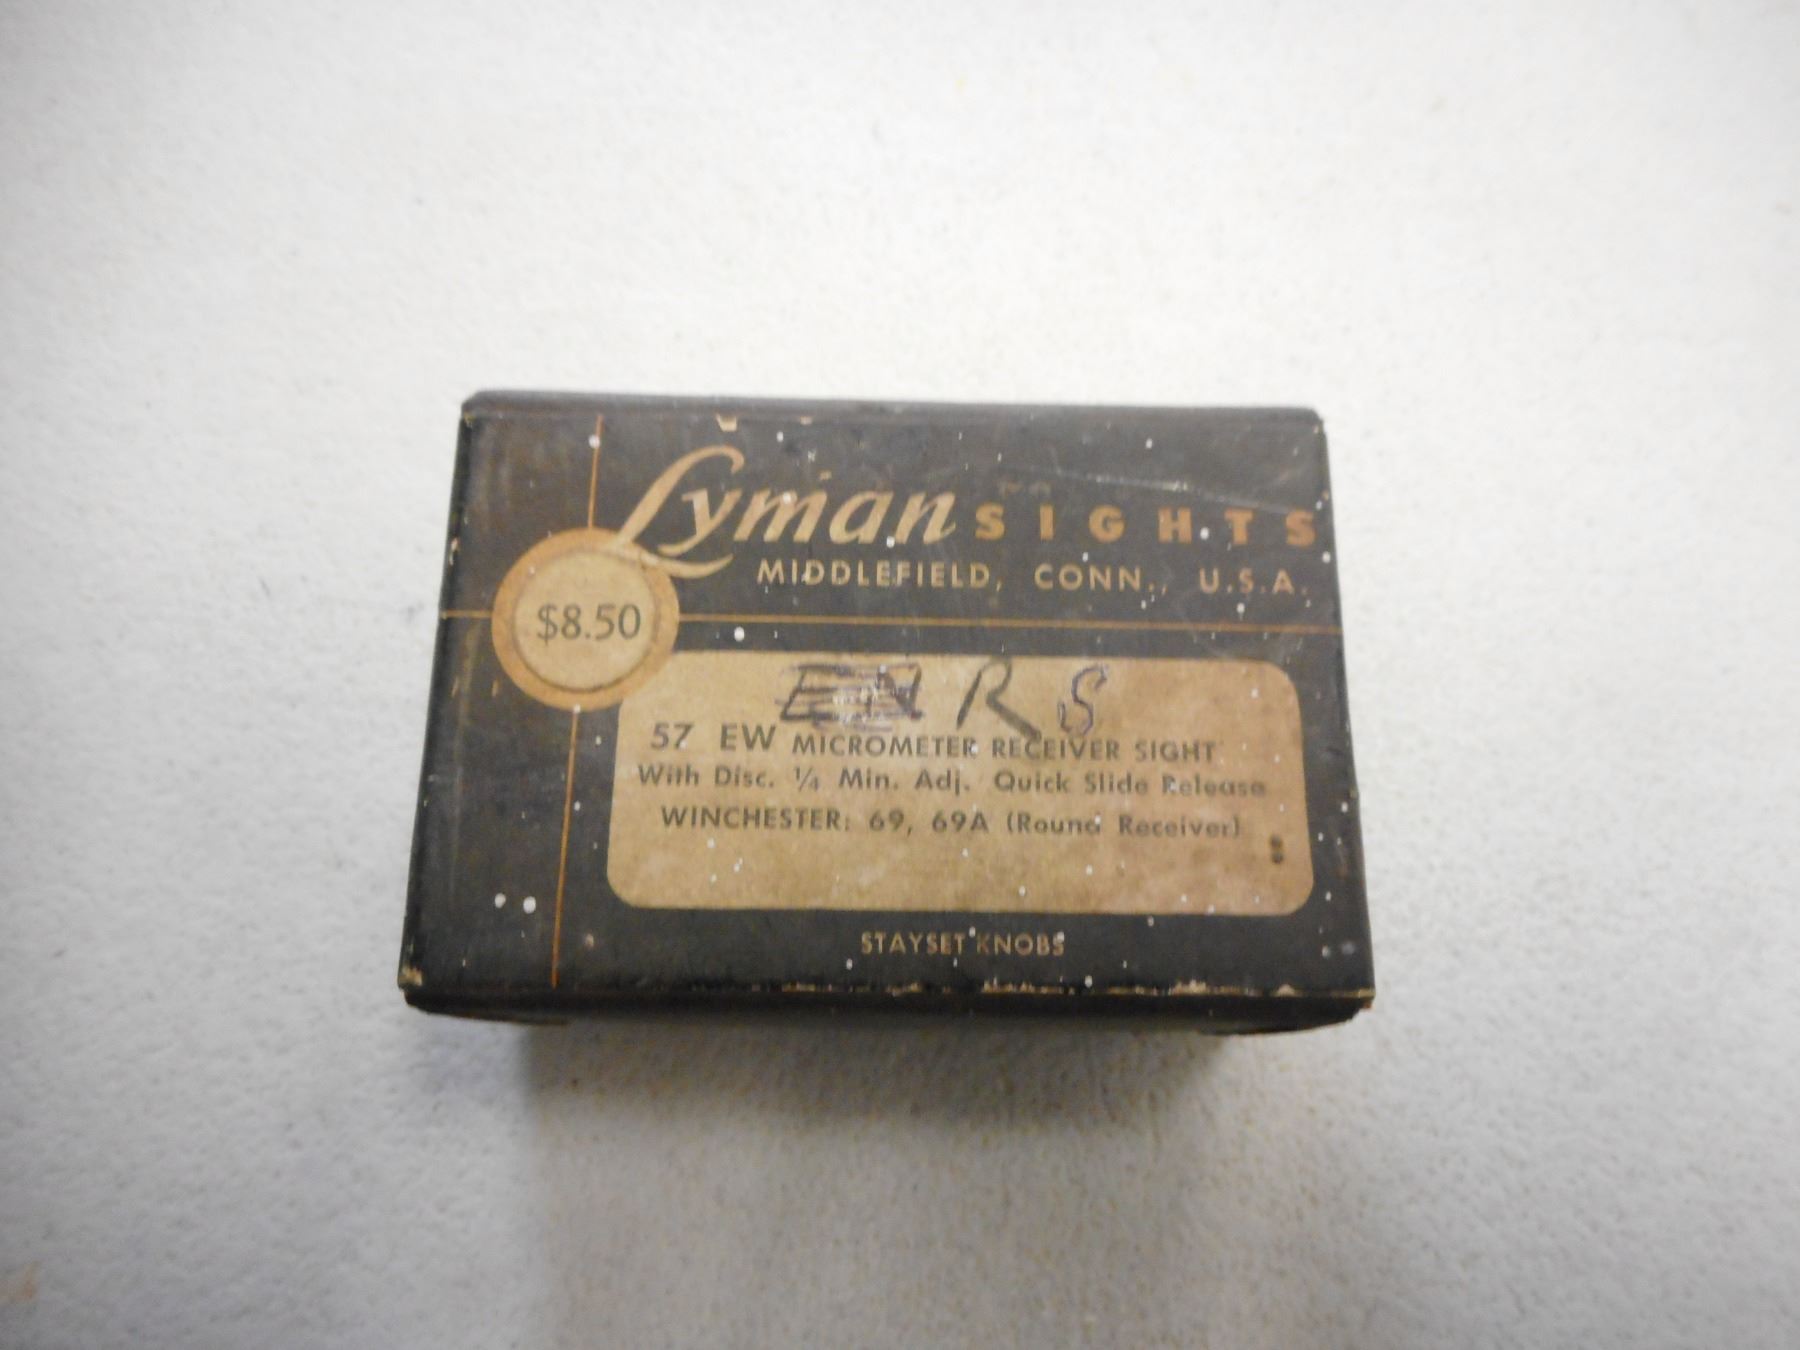 Lyman SIGHTS
MIDDLEFIELD, CONN., U.S.A.
$8.50
R S
57 EW MICROMETER RECEIVER SIGHT
With Disc. 1/4 Min. Adj. Quick Slide Release
WINCHESTER: 69, 69A (Round Receiver)
STAYSET KNOBS